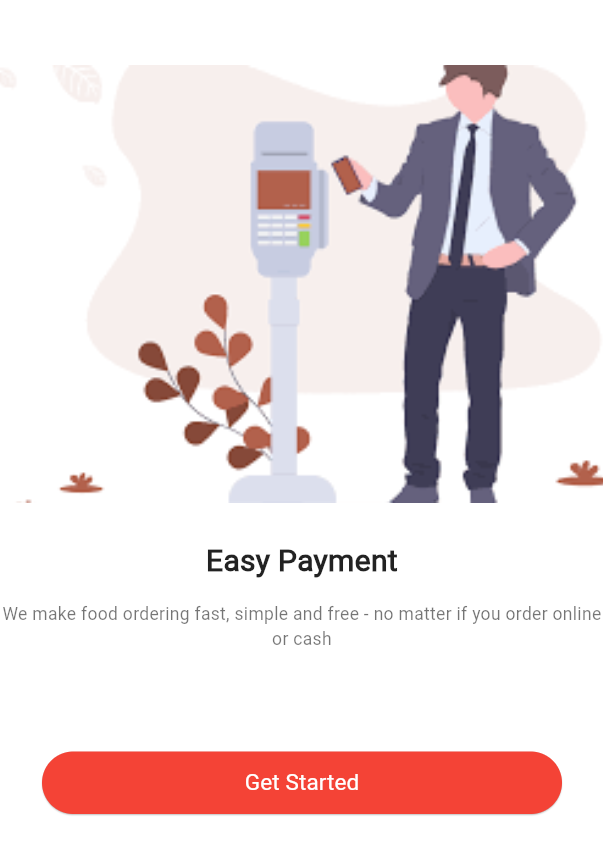 Easy Payment
We make food ordering fast, simple and free - no matter if you order online
or cash
Get Started